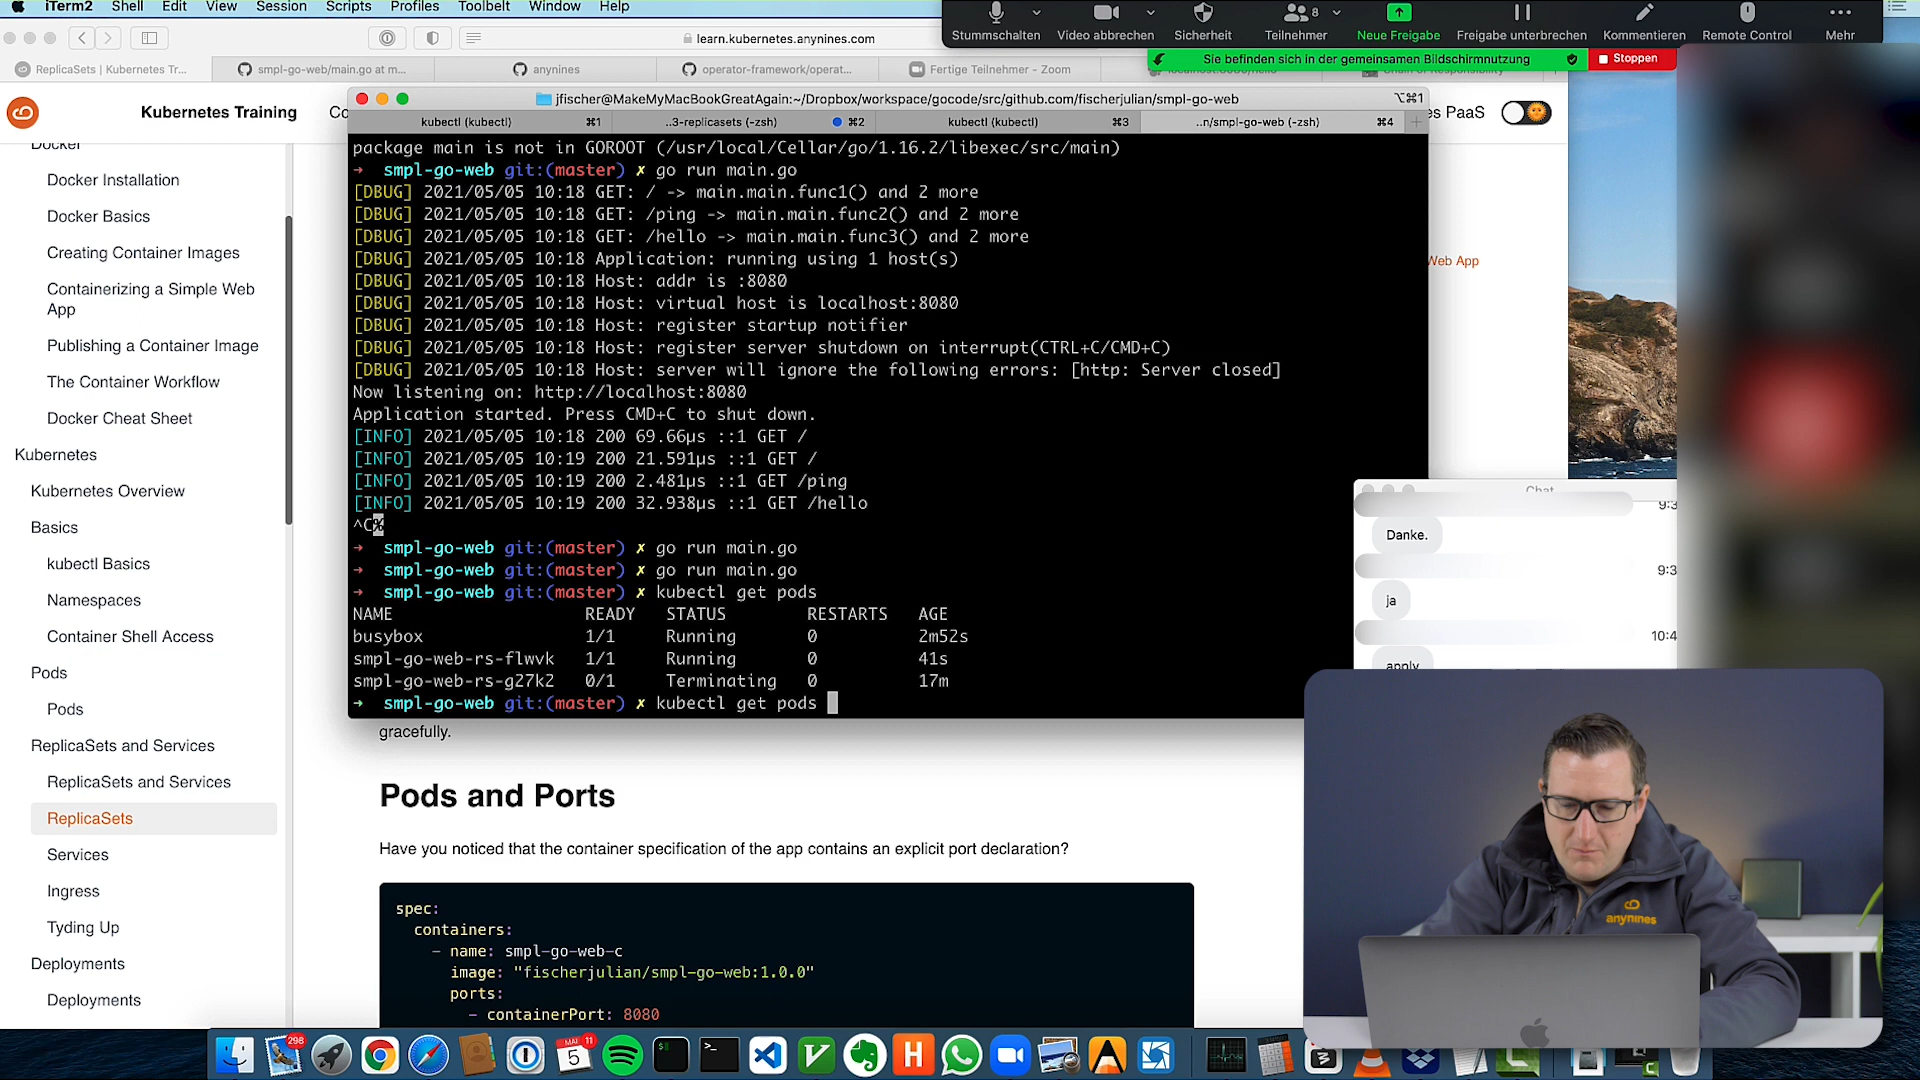 iTerm2 Shell Edit View Session Scripts Profiles Toolbelt Window Help
Stummschalten Video abbrechen Sicherheit 8 Teilnehmer Neue Freigabe Freigabe unterbrechen Kommentieren Remote Control Mehr
learn.kubernetes.anynines.com
Sie befinden sich in der gemeinsamen Bildschirmnutzung Stoppen
ReplicaSets | Kubernetes Tr... smpl-go-web/main.go at m... anynines operator-framework/operat... Fertige Teilnehmer - Zoom
Kubernetes Training Co
es PaaS
Web App
Docker
Docker Installation
Docker Basics
Creating Container Images
Containerizing a Simple Web
App
Publishing a Container Image
The Container Workflow
Docker Cheat Sheet
Kubernetes
Kubernetes Overview
Basics
kubectl Basics
Namespaces
Container Shell Access
Pods
Pods
ReplicaSets and Services
ReplicaSets and Services
ReplicaSets
Services
Ingress
Tyding Up
Deployments
Deployments
jfischer@MakeMyMacBookGreatAgain:~/Dropbox/workspace/gocode/src/github.com/fischerjulian/smpl-go-web ⌥⌘1
kubectl (kubectl) ⌘1 ..3-replicasets (-zsh) ⌘2 kubectl (kubectl) ⌘3 ..n/smpl-go-web (-zsh) ⌘4 +
package main is not in GOROOT (/usr/local/Cellar/go/1.16.2/libexec/src/main)
➜ smpl-go-web git:(master) ✗ go run main.go
[DBUG] 2021/05/05 10:18 GET: / -> main.main.func1() and 2 more
[DBUG] 2021/05/05 10:18 GET: /ping -> main.main.func2() and 2 more
[DBUG] 2021/05/05 10:18 GET: /hello -> main.main.func3() and 2 more
[DBUG] 2021/05/05 10:18 Application: running using 1 host(s)
[DBUG] 2021/05/05 10:18 Host: addr is :8080
[DBUG] 2021/05/05 10:18 Host: virtual host is localhost:8080
[DBUG] 2021/05/05 10:18 Host: register startup notifier
[DBUG] 2021/05/05 10:18 Host: register server shutdown on interrupt(CTRL+C/CMD+C)
[DBUG] 2021/05/05 10:18 Host: server will ignore the following errors: [http: Server closed]
Now listening on: http://localhost:8080
Application started. Press CMD+C to shut down.
[INFO] 2021/05/05 10:18 200 69.66µs ::1 GET /
[INFO] 2021/05/05 10:19 200 21.591µs ::1 GET /
[INFO] 2021/05/05 10:19 200 2.481µs ::1 GET /ping
[INFO] 2021/05/05 10:19 200 32.938µs ::1 GET /hello
^C%
➜ smpl-go-web git:(master) ✗ go run main.go
➜ smpl-go-web git:(master) ✗ go run main.go
➜ smpl-go-web git:(master) ✗ kubectl get pods
NAME READY STATUS RESTARTS AGE
busybox 1/1 Running 0 2m52s
smpl-go-web-rs-flwvk 1/1 Running 0 41s
smpl-go-web-rs-g27k2 0/1 Terminating 0 17m
➜ smpl-go-web git:(master) ✗ kubectl get pods
gracefully.
Pods and Ports
Have you noticed that the container specification of the app contains an explicit port declaration?
spec:
containers:
- name: smpl-go-web-c
image: "fischerjulian/smpl-go-web:1.0.0"
ports:
- containerPort: 8080
Chat
9:3
Danke.
9:3
ja
10:4
apply
anynines
298
MAI 11
5